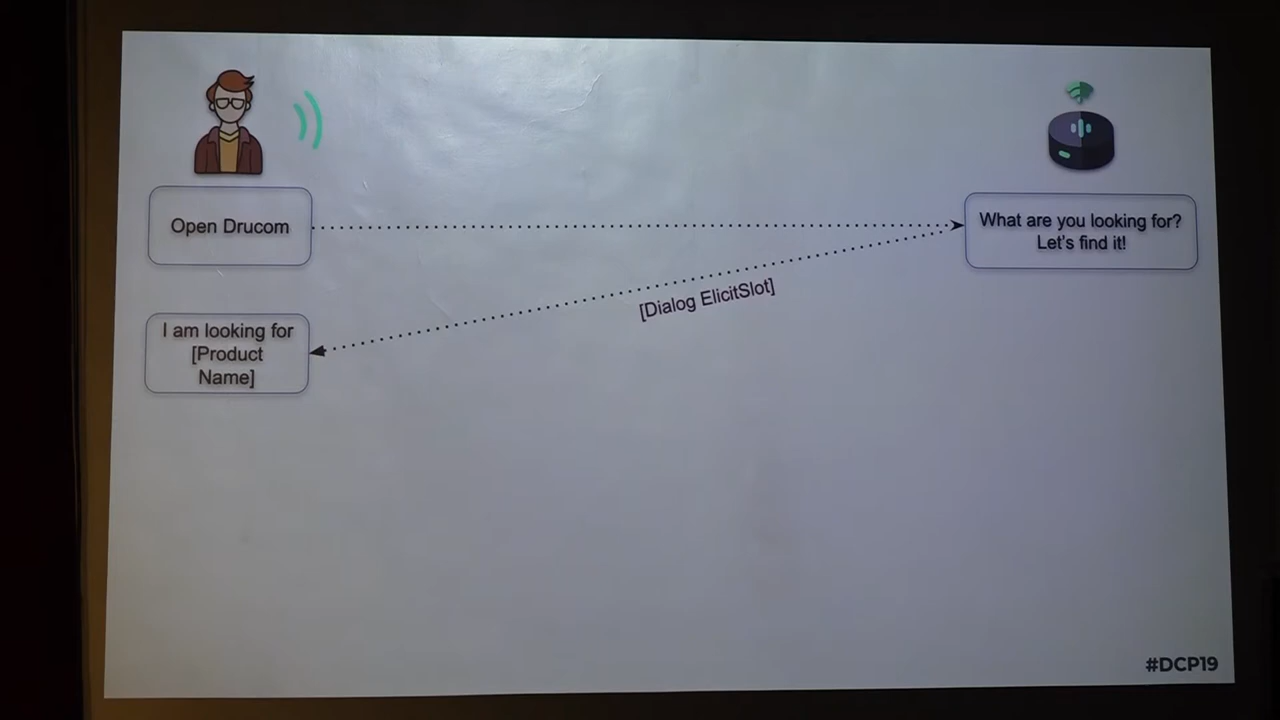 Open Drucom
What are you looking for?
Let's find it!
[Dialog ElicitSlot]
I am looking for
[Product
Name]
#DCP19